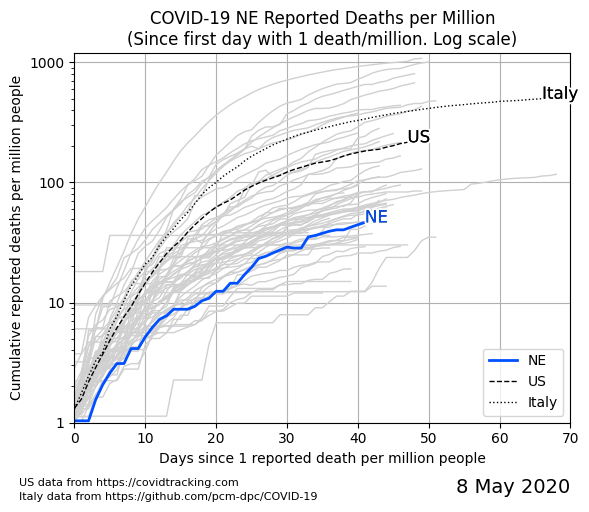 COVID-19 NE Reported Deaths per Million
(Since first day with 1 death/million. Log scale)
Cumulative reported deaths per million people
1000
100
10
1
Italy
US
NE
NE
US
Italy
0 10 20 30 40 50 60 70
Days since 1 reported death per million people
US data from https://covidtracking.com
Italy data from https://github.com/pcm-dpc/COVID-19
8 May 2020